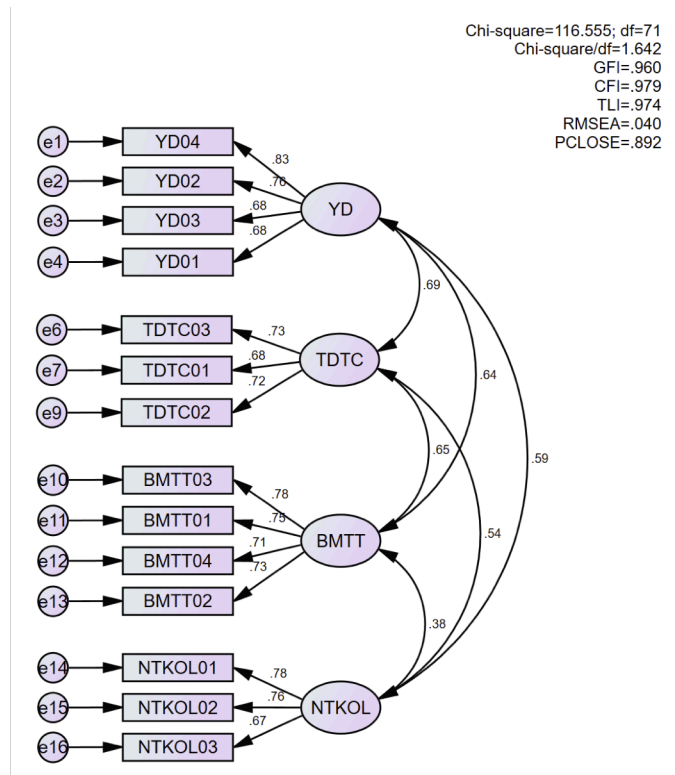 Chi-square=116.555; df=71
Chi-square/df=1.642
GFI=.960
CFI=.979
TLI=.974
RMSEA=.040
PCLOSE=.892
e1 YD04 .83
e2 YD02 .76
e3 YD03 .68
e4 YD01 .68
YD
.69
e6 TDTC03 .73
e7 TDTC01 .68
e9 TDTC02 .72
TDTC
.64
.65
.59
e10 BMTT03 .78
e11 BMTT01 .75
e12 BMTT04 .71
e13 BMTT02 .73
BMTT
.54
.38
e14 NTKOL01 .78
e15 NTKOL02 .76
e16 NTKOL03 .67
NTKOL